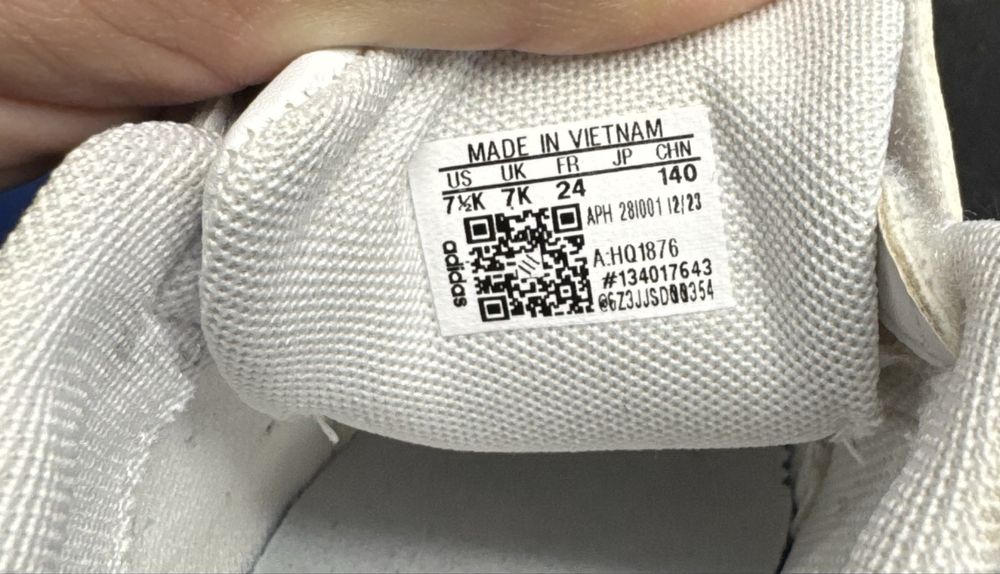 MADE IN VIETNAM
US UK FR JP CHN
7½K 7K 24 140
APH 281001 12/23
adidas
A:HQ1876
#134017643